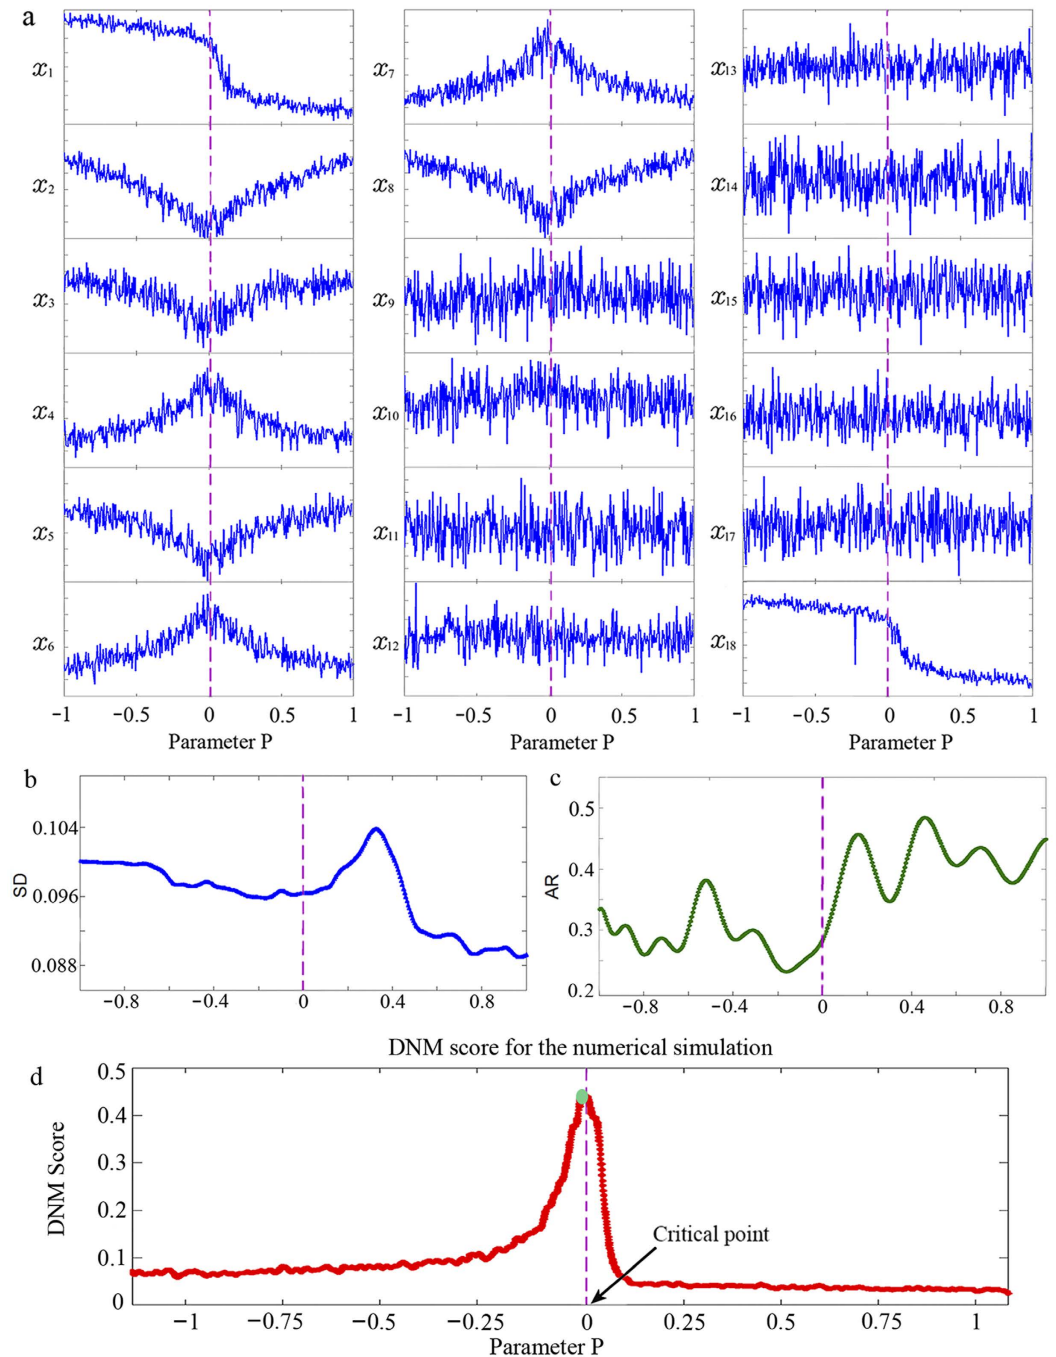 a
x1
x2
x3
x4
x5
x6
−1 −0.5 0 0.5 1
Parameter P
x7
x8
x9
x10
x11
x12
−1 −0.5 0 0.5 1
Parameter P
x13
x14
x15
x16
x17
x18
−1 −0.5 0 0.5 1
Parameter P
b
SD
0.104
0.096
0.088
−0.8 −0.4 0 0.4 0.8
c
AR
0.5
0.4
0.3
0.2
−0.8 −0.4 0 0.4 0.8
DNM score for the numerical simulation
d
DNM Score
0.5
0.4
0.3
0.2
0.1
0
Critical point
−1 −0.75 −0.5 −0.25 0 0.25 0.5 0.75 1
Parameter P